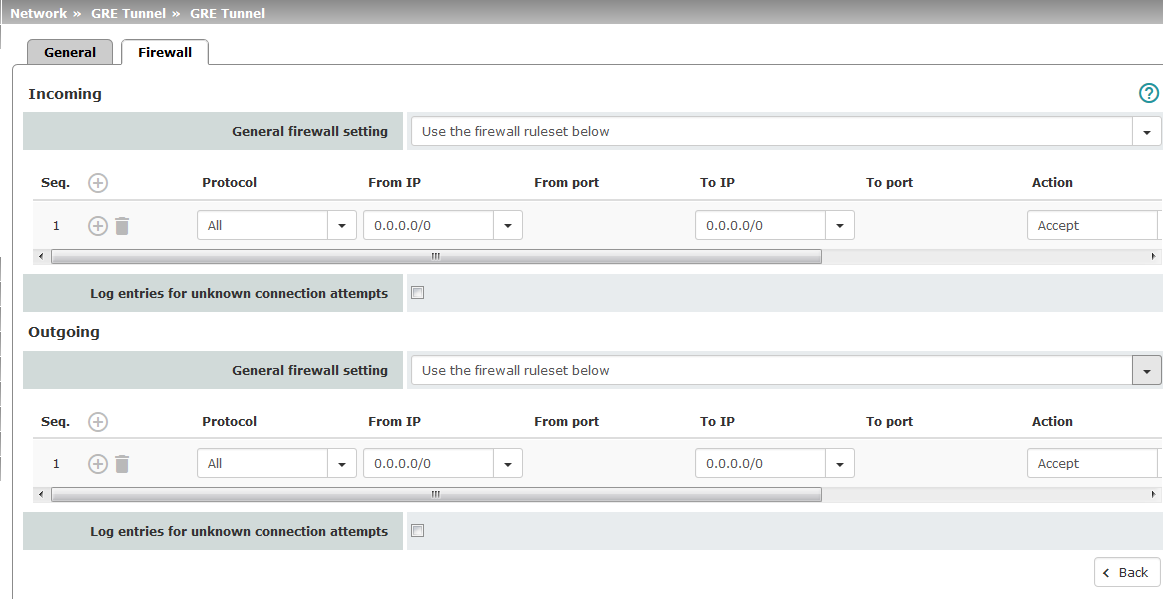 Network » GRE Tunnel » GRE Tunnel
General Firewall
Incoming
General firewall setting Use the firewall ruleset below
Seq. Protocol From IP From port To IP To port Action
1 All 0.0.0.0/0 0.0.0.0/0 Accept
Log entries for unknown connection attempts
Outgoing
General firewall setting Use the firewall ruleset below
Seq. Protocol From IP From port To IP To port Action
1 All 0.0.0.0/0 0.0.0.0/0 Accept
Log entries for unknown connection attempts
Back